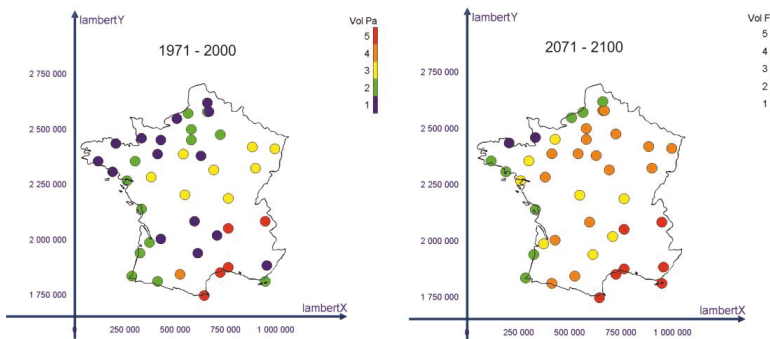 lambertY
Vol Pa
1971 - 2000
5
4
3
2
1
2 750 000
2 500 000
2 250 000
2 000 000
1 750 000
lambertX
0
250 000
500 000
750 000
1 000 000
lambertY
Vol F
2071 - 2100
5
4
3
2
1
2 750 000
2 500 000
2 250 000
2 000 000
1 750 000
lambertX
0
250 000
500 000
750 000
1 000 000